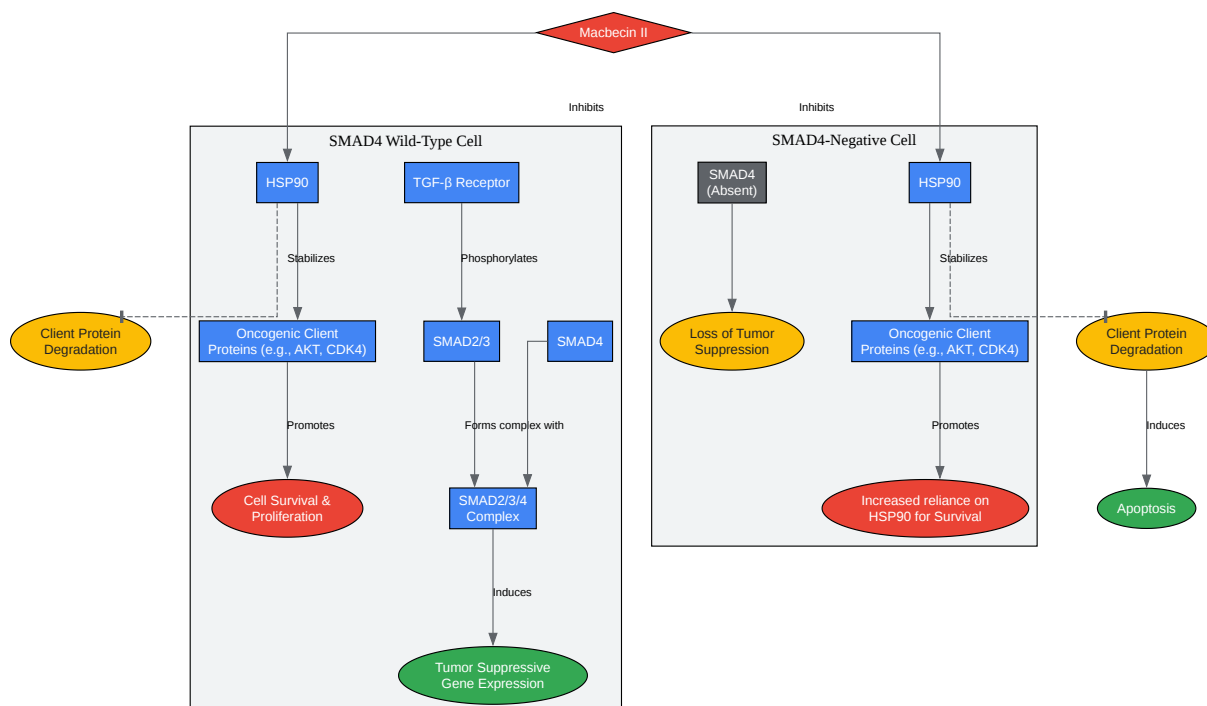 Macbecin II
Inhibits
Inhibits
SMAD4 Wild-Type Cell
SMAD4-Negative Cell
HSP90
TGF-β Receptor
SMAD4
(Absent)
HSP90
Stabilizes
Phosphorylates
Stabilizes
Client Protein
Degradation
Oncogenic Client
Proteins (e.g., AKT, CDK4)
SMAD2/3
SMAD4
Loss of Tumor
Suppression
Oncogenic Client
Proteins (e.g., AKT, CDK4)
Client Protein
Degradation
Promotes
Forms complex with
Promotes
Induces
Cell Survival &
Proliferation
SMAD2/3/4
Complex
Increased reliance on
HSP90 for Survival
Apoptosis
Induces
Tumor Suppressive
Gene Expression